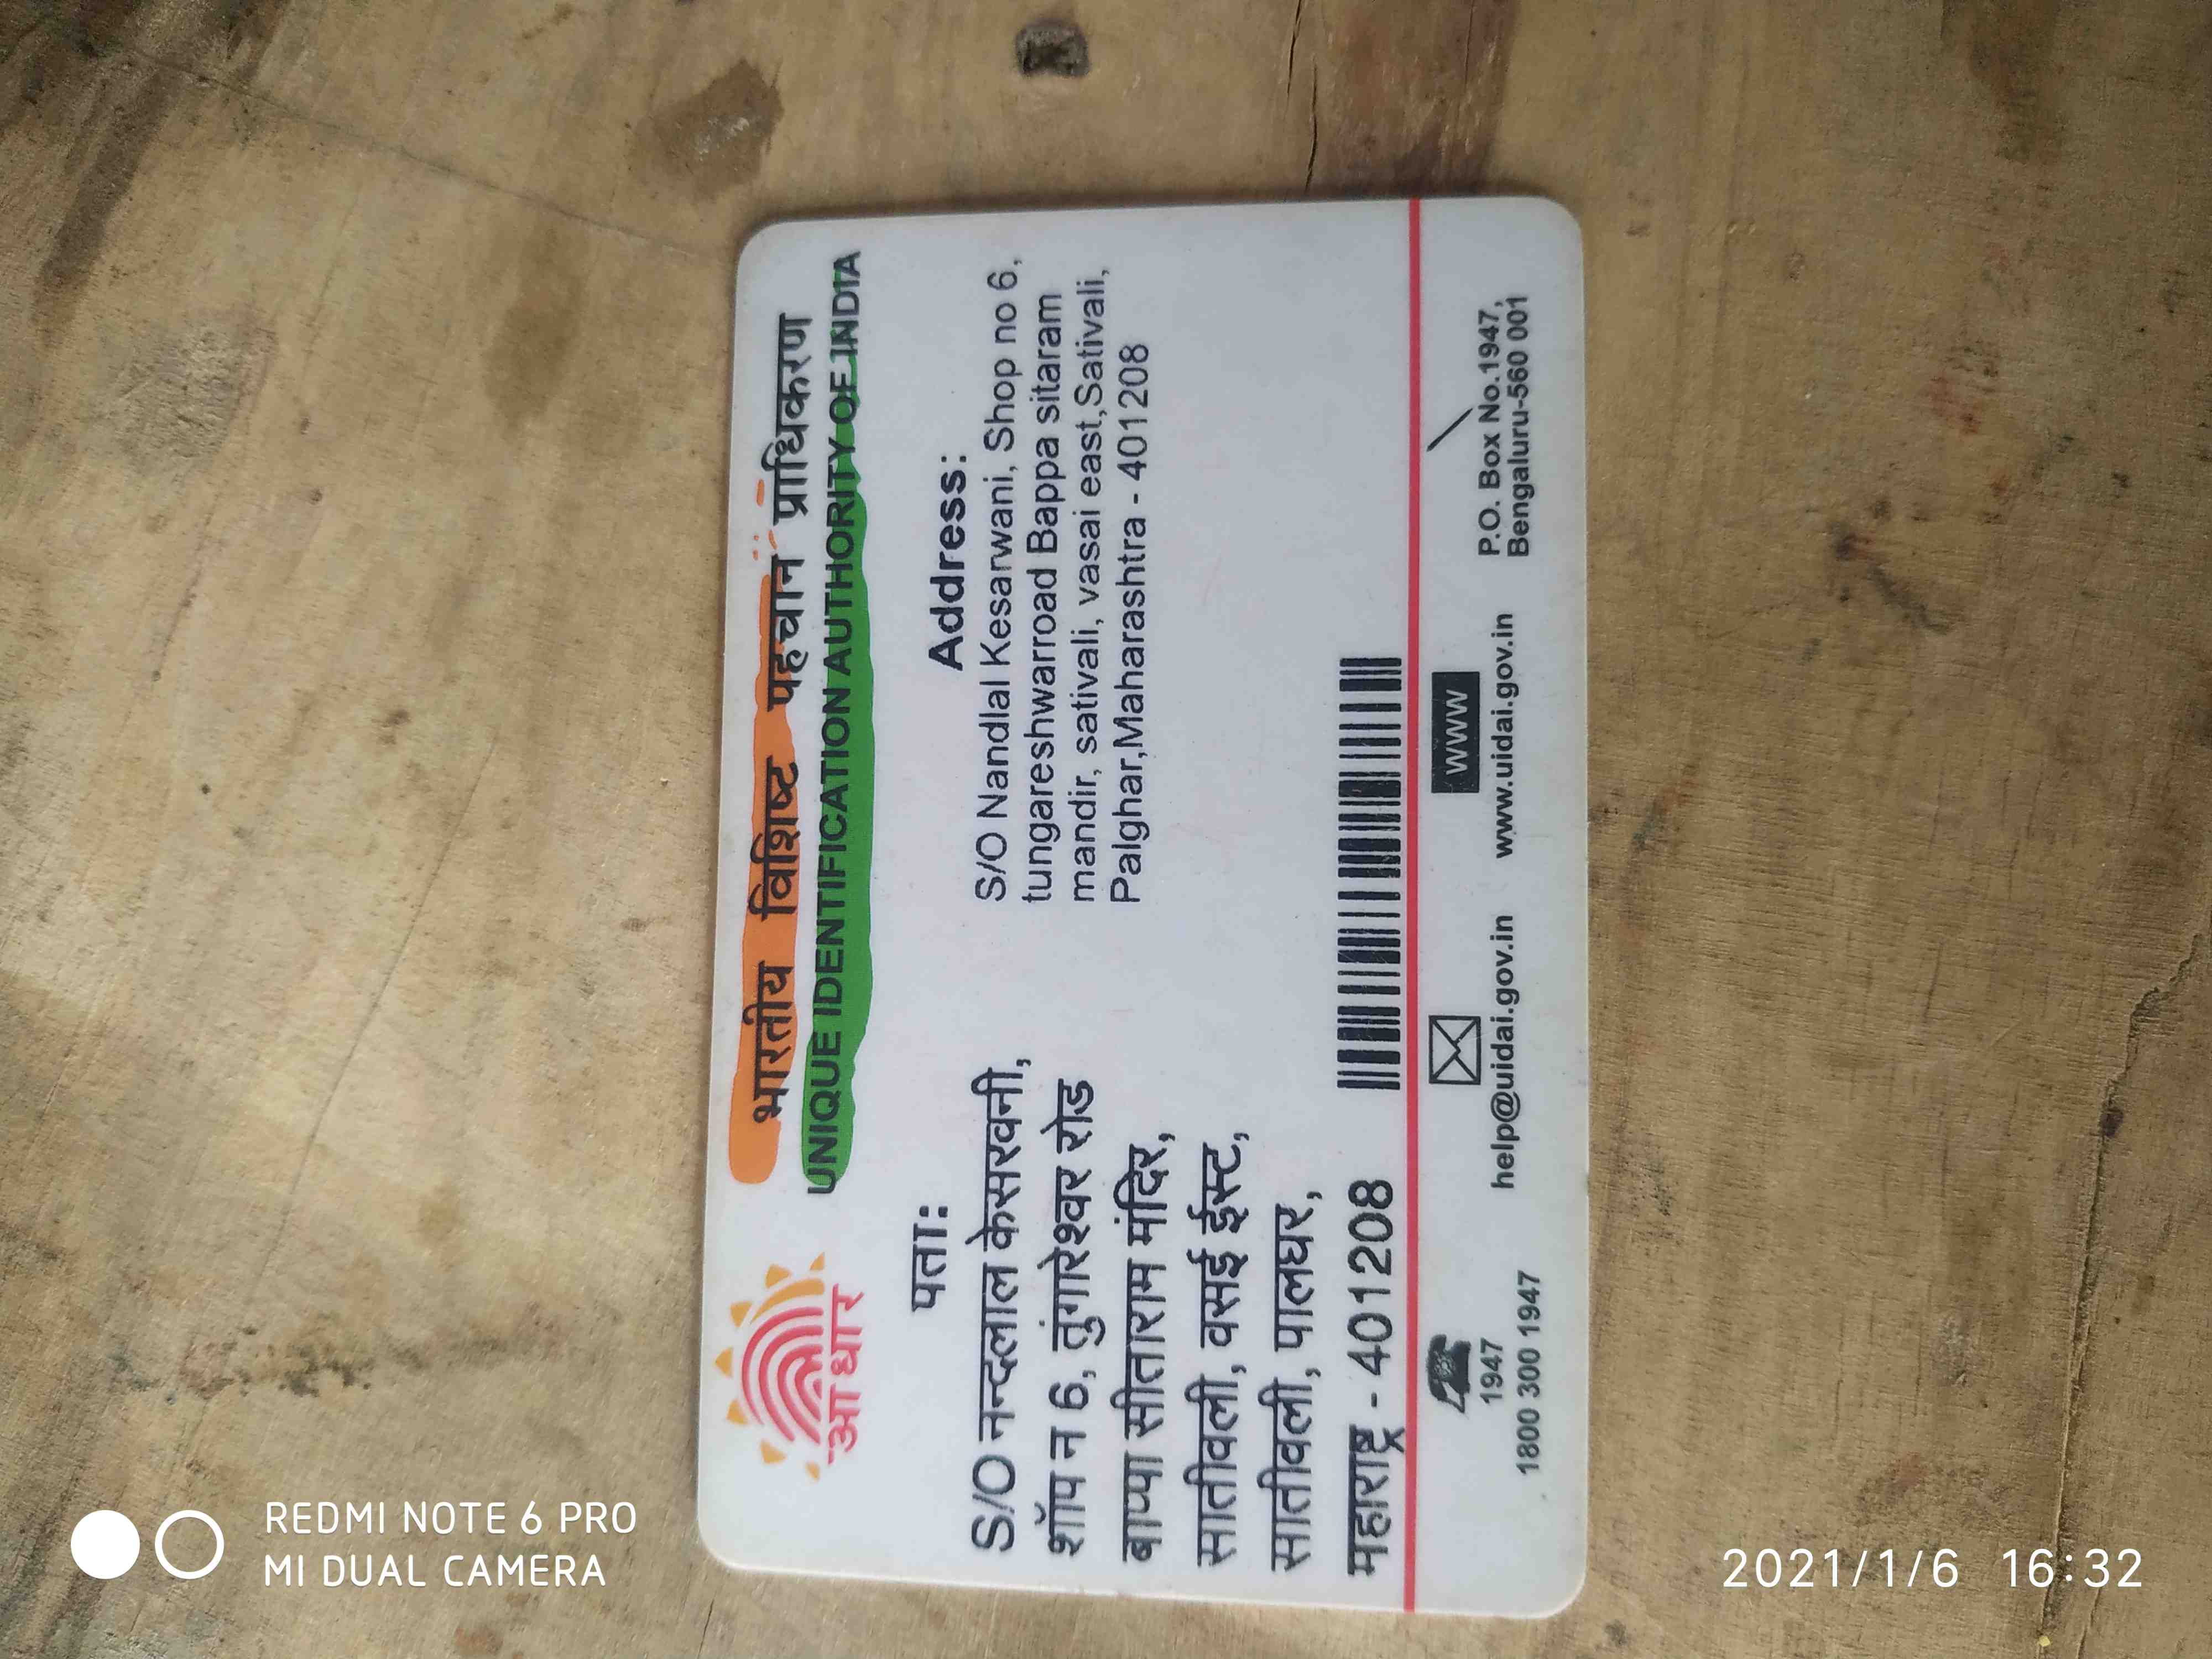 भारतीय विशिष्ट पहचान प्राधिकरण
UNIQUE IDENTIFICATION AUTHORITY OF INDIA
आधार
पता:
S/O नन्दलाल केसरवनी,
शॉप न 6, तुंगारेश्वर रोड
बाप्पा सीताराम मंदिर,
सातीवली, वसई ईस्ट,
सातीवली, पालघर,
महाराष्ट्र - 401208
Address:
S/O Nandlal Kesarwani, Shop no 6,
tungareshwarroad Bappa sitaram
mandir, sativali, vasai east,Sativali,
Palghar,Maharashtra - 401208
1947
1800 300 1947
help@uidai.gov.in
WWW
www.uidai.gov.in
P.O. Box No.1947,
Bengaluru-560 001
REDMI NOTE 6 PRO
MI DUAL CAMERA
2021/1/6 16:32